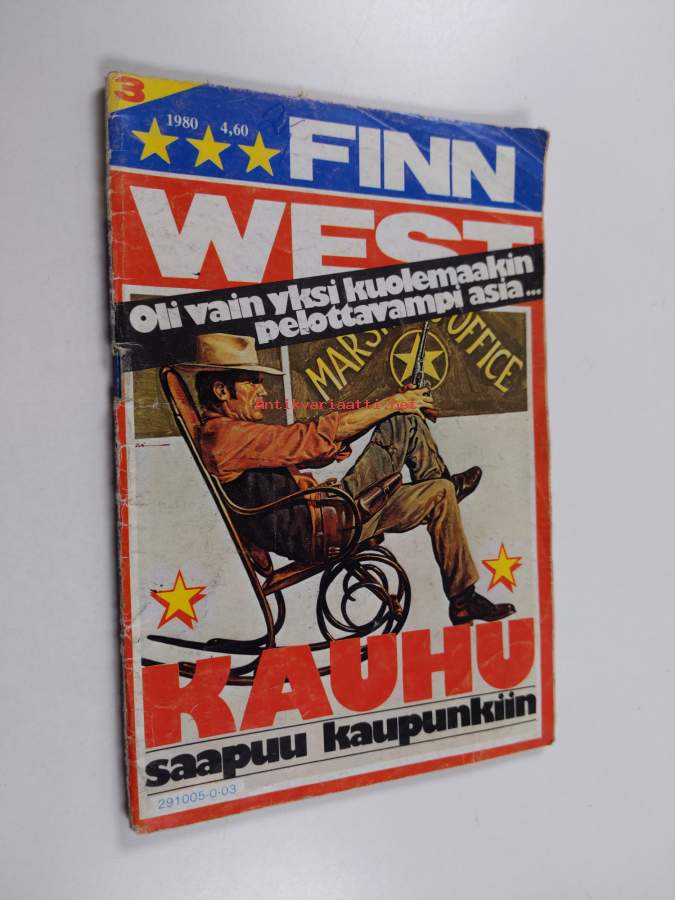 3
1980 4,60
FINN
WEST
Oli vain yksi kuolemaakin
pelottavampi asia...
OFFICE
antikvariaatti.net
KAUHU
saapuu kaupunkiin
291005-0-03